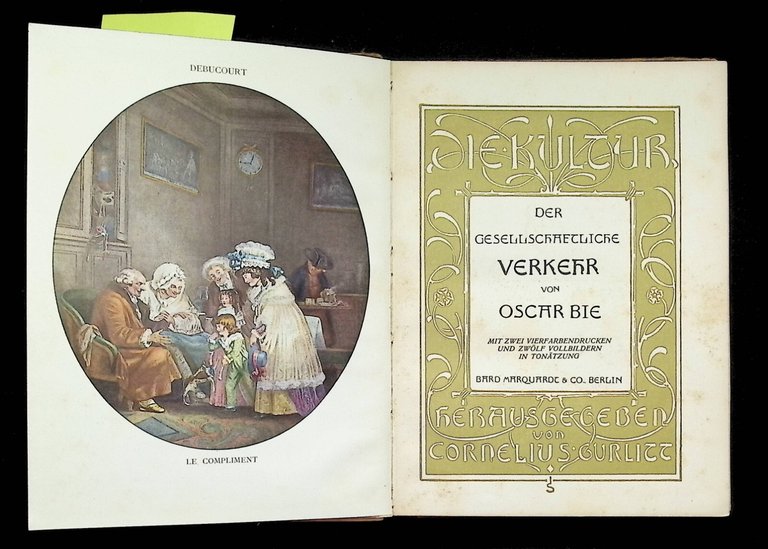 DEBUCOURT
LE COMPLIMENT
DIE·KULTUR
DER
GESELLSCHAFTLICHE
VERKEHR
VON
OSCAR BIE
MIT ZWEI VIERFARBENDRUCKEN
UND ZWÖLF VOLLBILDERN
IN TONÄTZUNG
BARD MARQUARDT & CO., BERLIN
HERAUSGEGEBEN
VON
CORNELIUS·GURLITT